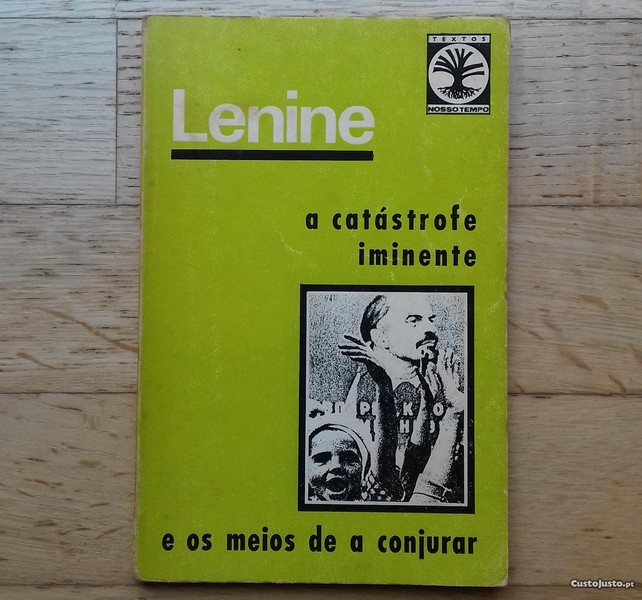 TEXTOS
NOSSO TEMPO
Lenine
a catástrofe
iminente
e os meios de a conjurar
CustoJusto.pt